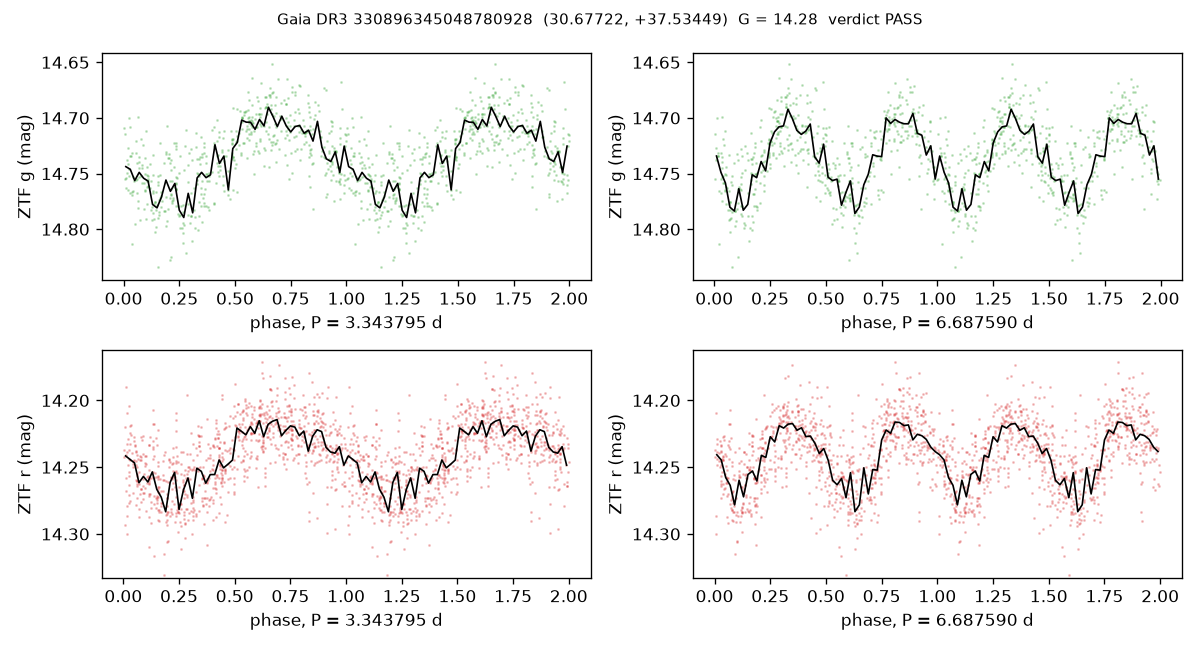 Gaia DR3 330896345048780928 (30.67722, +37.53449) G = 14.28 verdict PASS
ZTF g (mag)
14.65
14.70
14.75
14.80
0.00 0.25 0.50 0.75 1.00 1.25 1.50 1.75 2.00
phase, P = 3.343795 d
ZTF g (mag)
14.65
14.70
14.75
14.80
0.00 0.25 0.50 0.75 1.00 1.25 1.50 1.75 2.00
phase, P = 6.687590 d
ZTF r (mag)
14.20
14.25
14.30
0.00 0.25 0.50 0.75 1.00 1.25 1.50 1.75 2.00
phase, P = 3.343795 d
ZTF r (mag)
14.20
14.25
14.30
0.00 0.25 0.50 0.75 1.00 1.25 1.50 1.75 2.00
phase, P = 6.687590 d